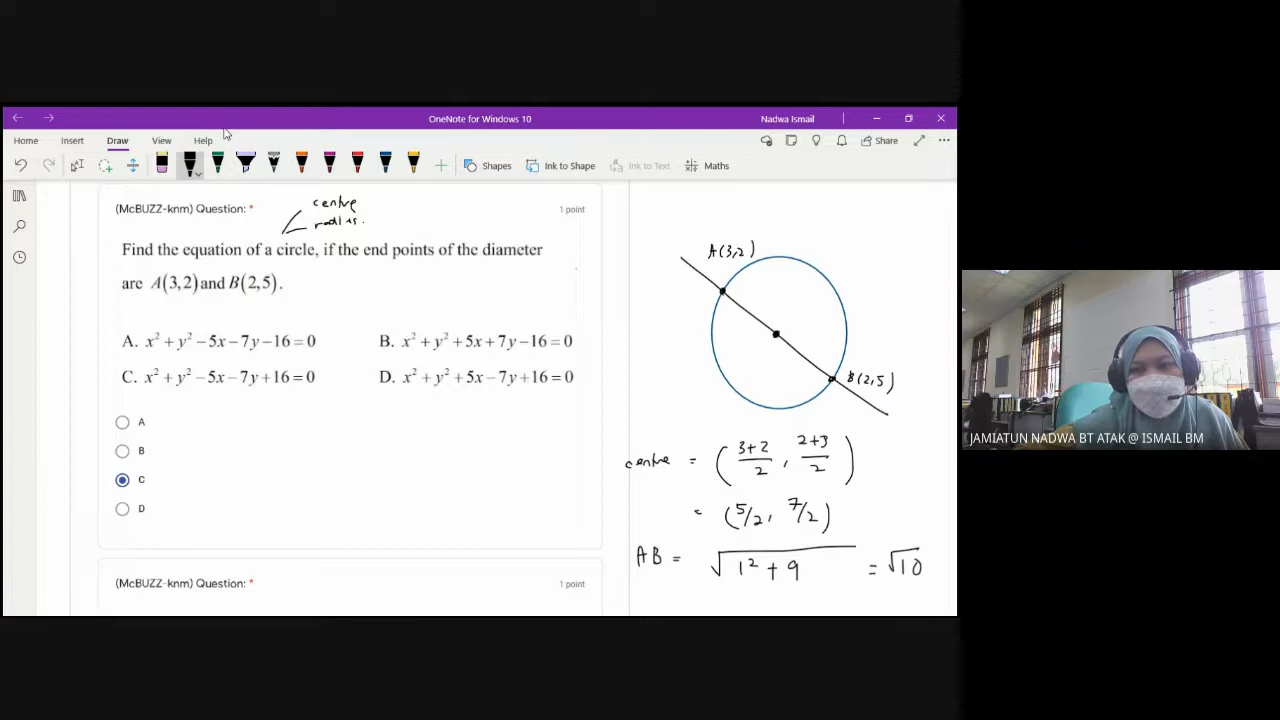 OneNote for Windows 10
Nadwa Ismail
Home Insert Draw View Help
Share
Shapes Ink to Shape Ink to Text Maths
(McBUZZ-knm) Question: *
1 point
centre
radius.
Find the equation of a circle, if the end points of the diameter
are A(3,2) and B(2,5).
A. x² + y² − 5x − 7y − 16 = 0 B. x² + y² + 5x + 7y − 16 = 0
C. x² + y² − 5x − 7y + 16 = 0 D. x² + y² + 5x − 7y + 16 = 0
A
B
C
D
(McBUZZ-knm) Question: *
1 point
A(3,2)
B(2,5)
centre = (3+2/2, 2+5/2)
= (5/2, 7/2)
AB = √1² + 9 = √10
JAMIATUN NADWA BT ATAK @ ISMAIL BM